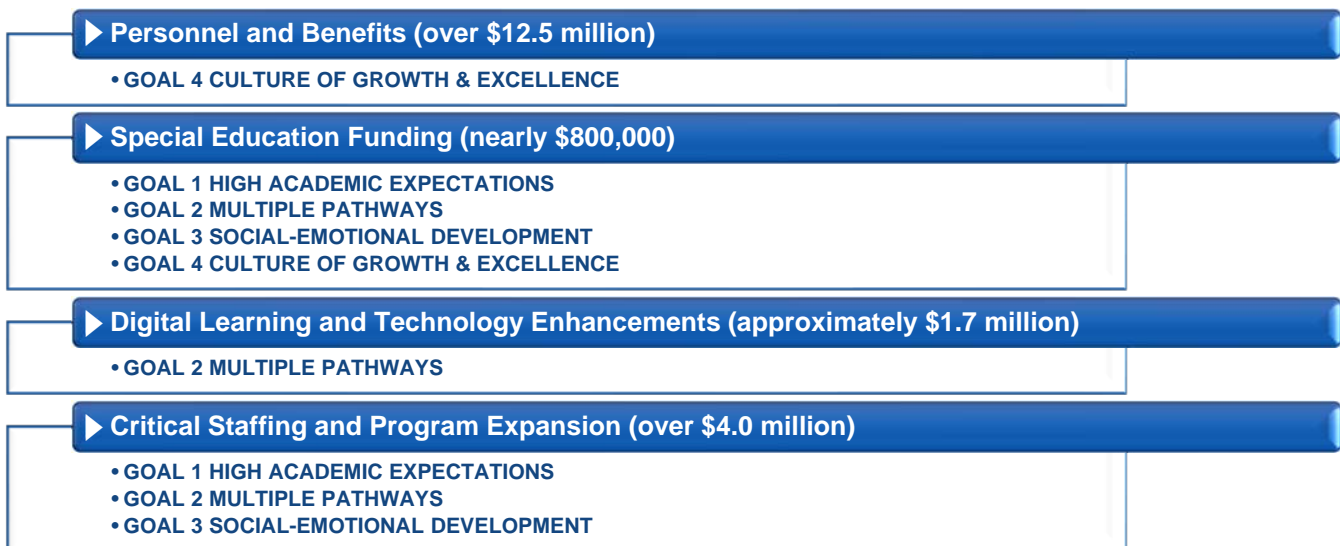 Personnel and Benefits (over $12.5 million)
• GOAL 4 CULTURE OF GROWTH & EXCELLENCE
Special Education Funding (nearly $800,000)
• GOAL 1 HIGH ACADEMIC EXPECTATIONS
• GOAL 2 MULTIPLE PATHWAYS
• GOAL 3 SOCIAL-EMOTIONAL DEVELOPMENT
• GOAL 4 CULTURE OF GROWTH & EXCELLENCE
Digital Learning and Technology Enhancements (approximately $1.7 million)
• GOAL 2 MULTIPLE PATHWAYS
Critical Staffing and Program Expansion (over $4.0 million)
• GOAL 1 HIGH ACADEMIC EXPECTATIONS
• GOAL 2 MULTIPLE PATHWAYS
• GOAL 3 SOCIAL-EMOTIONAL DEVELOPMENT